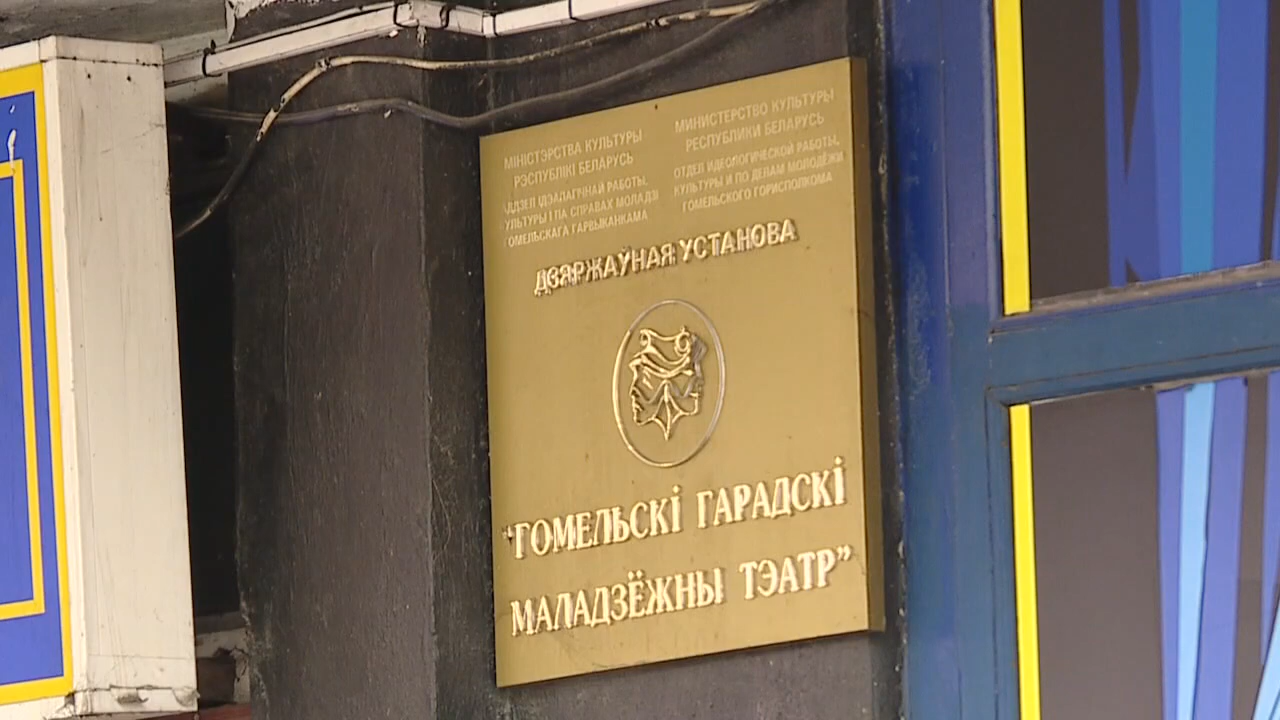 МІНІСТЭРСТВА КУЛЬТУРЫ
РЭСПУБЛІКІ БЕЛАРУСЬ
АДДЗЕЛ ІДЭАЛАГІЧНАЙ РАБОТЫ,
КУЛЬТУРЫ І ПА СПРАВАХ МОЛАДЗІ
ГОМЕЛЬСКАГА ГАРВЫКАНКАМА
МИНИСТЕРСТВО КУЛЬТУРЫ
РЕСПУБЛИКИ БЕЛАРУСЬ
ОТДЕЛ ИДЕОЛОГИЧЕСКОЙ РАБОТЫ,
КУЛЬТУРЫ И ПО ДЕЛАМ МОЛОДЁЖИ
ГОМЕЛЬСКОГО ГОРИСПОЛКОМА
ДЗЯРЖАЎНАЯ УСТАНОВА
"ГОМЕЛЬСКІ ГАРАДСКІ
МАЛАДЗЁЖНЫ ТЭАТР"